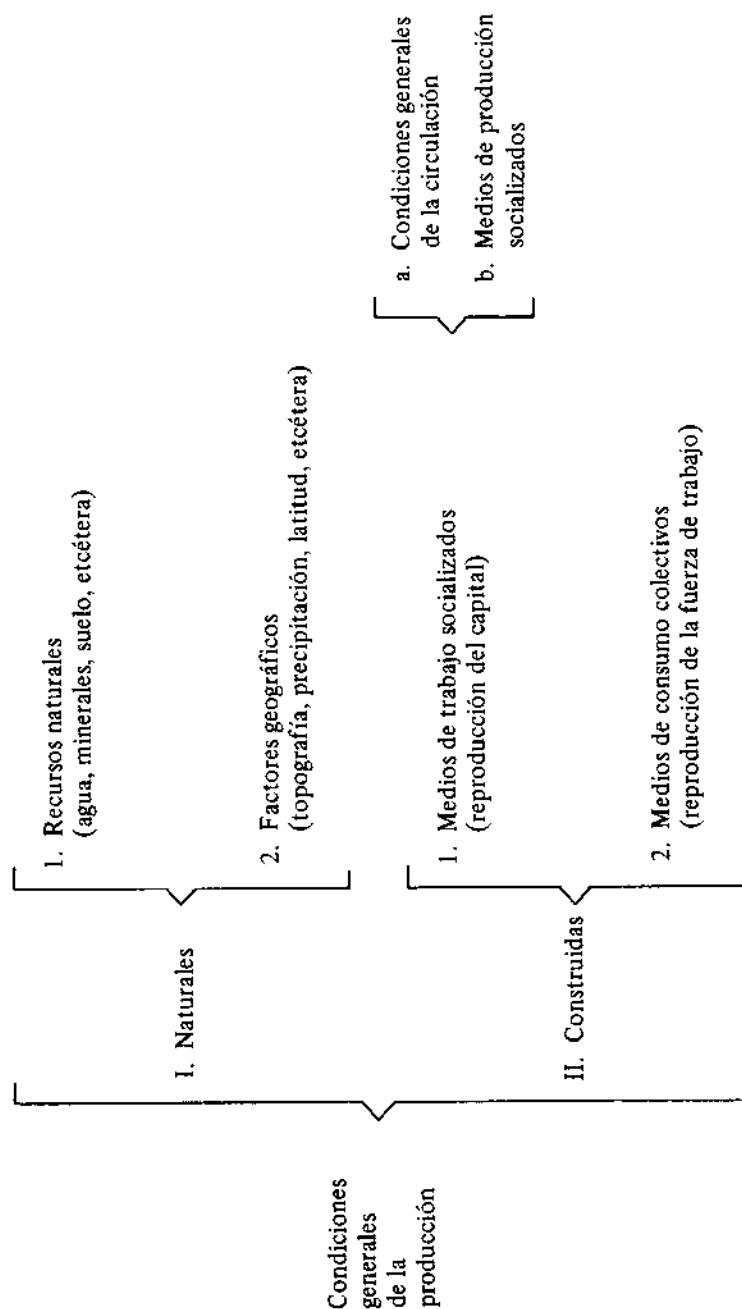 Condiciones
generales
de la
producción
I. Naturales
1. Recursos naturales
(agua, minerales, suelo, etcétera)
2. Factores geográficos
(topografía, precipitación, latitud, etcétera)
II. Construidas
1. Medios de trabajo socializados
(reproducción del capital)
a. Condiciones generales
de la circulación
b. Medios de producción
socializados
2. Medios de consumo colectivos
(reproducción de la fuerza de trabajo)